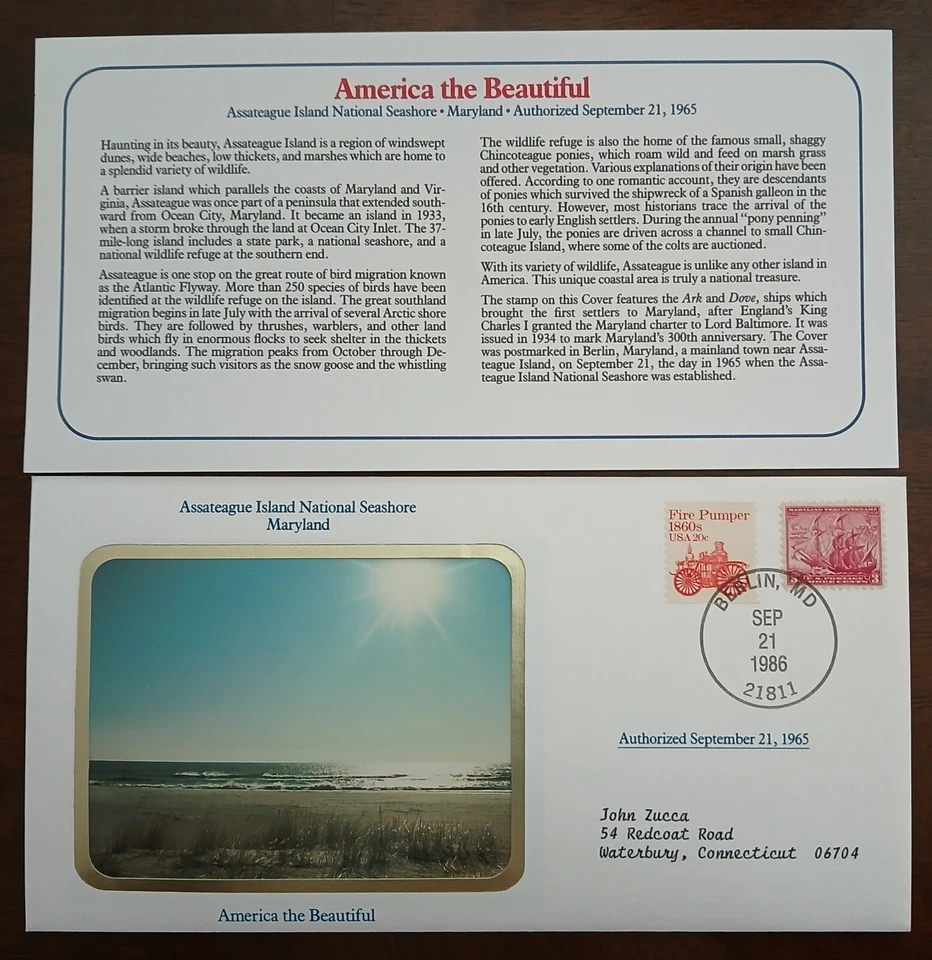 America the Beautiful
Assateague Island National Seashore • Maryland • Authorized September 21, 1965
Haunting in its beauty, Assateague Island is a region of windswept
dunes, wide beaches, low thickets, and marshes which are home to
a splendid variety of wildlife.
A barrier island which parallels the coasts of Maryland and Vir-
ginia, Assateague was once part of a peninsula that extended south-
ward from Ocean City, Maryland. It became an island in 1933,
when a storm broke through the land at Ocean City Inlet. The 37-
mile-long island includes a state park, a national seashore, and a
national wildlife refuge at the southern end.
Assateague is one stop on the great route of bird migration known
as the Atlantic Flyway. More than 250 species of birds have been
identified at the wildlife refuge on the island. The great southland
migration begins in late July with the arrival of several Arctic shore
birds. They are followed by thrushes, warblers, and other land
birds which fly in enormous flocks to seek shelter in the thickets
and woodlands. The migration peaks from October through De-
cember, bringing such visitors as the snow goose and the whistling
swan.
The wildlife refuge is also the home of the famous small, shaggy
Chincoteague ponies, which roam wild and feed on marsh grass
and other vegetation. Various explanations of their origin have been
offered. According to one romantic account, they are descendants
of ponies which survived the shipwreck of a Spanish galleon in the
16th century. However, most historians trace the arrival of the
ponies to early English settlers. During the annual “pony penning”
in late July, the ponies are driven across a channel to small Chin-
coteague Island, where some of the colts are auctioned.
With its variety of wildlife, Assateague is unlike any other island in
America. This unique coastal area is truly a national treasure.
The stamp on this Cover features the Ark and Dove, ships which
brought the first settlers to Maryland, after England's King
Charles I granted the Maryland charter to Lord Baltimore. It was
issued in 1934 to mark Maryland's 300th anniversary. The Cover
was postmarked in Berlin, Maryland, a mainland town near Assa-
teague Island, on September 21, the day in 1965 when the Assa-
teague Island National Seashore was established.
Assateague Island National Seashore
Maryland
Fire Pumper
1860s
USA 20c
MARYLAND TERCENTENARY
3
BERLIN, MD
SEP
21
1986
21811
Authorized September 21, 1965
John Zucca
54 Redcoat Road
Waterbury, Connecticut 06704
America the Beautiful